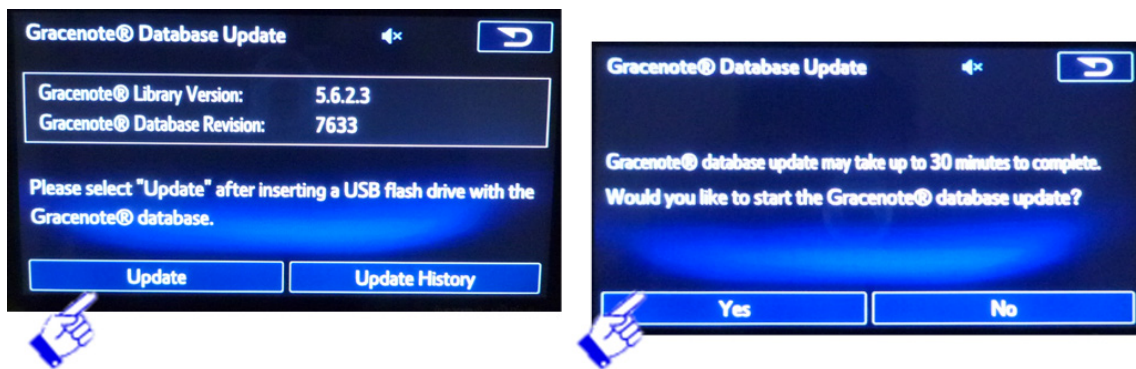 Gracenote® Database Update
Gracenote® Library Version: 5.6.2.3
Gracenote® Database Revision: 7633
Please select "Update" after inserting a USB flash drive with the
Gracenote® database.
Update
Update History
Gracenote® Database Update
Gracenote® database update may take up to 30 minutes to complete.
Would you like to start the Gracenote® database update?
Yes
No